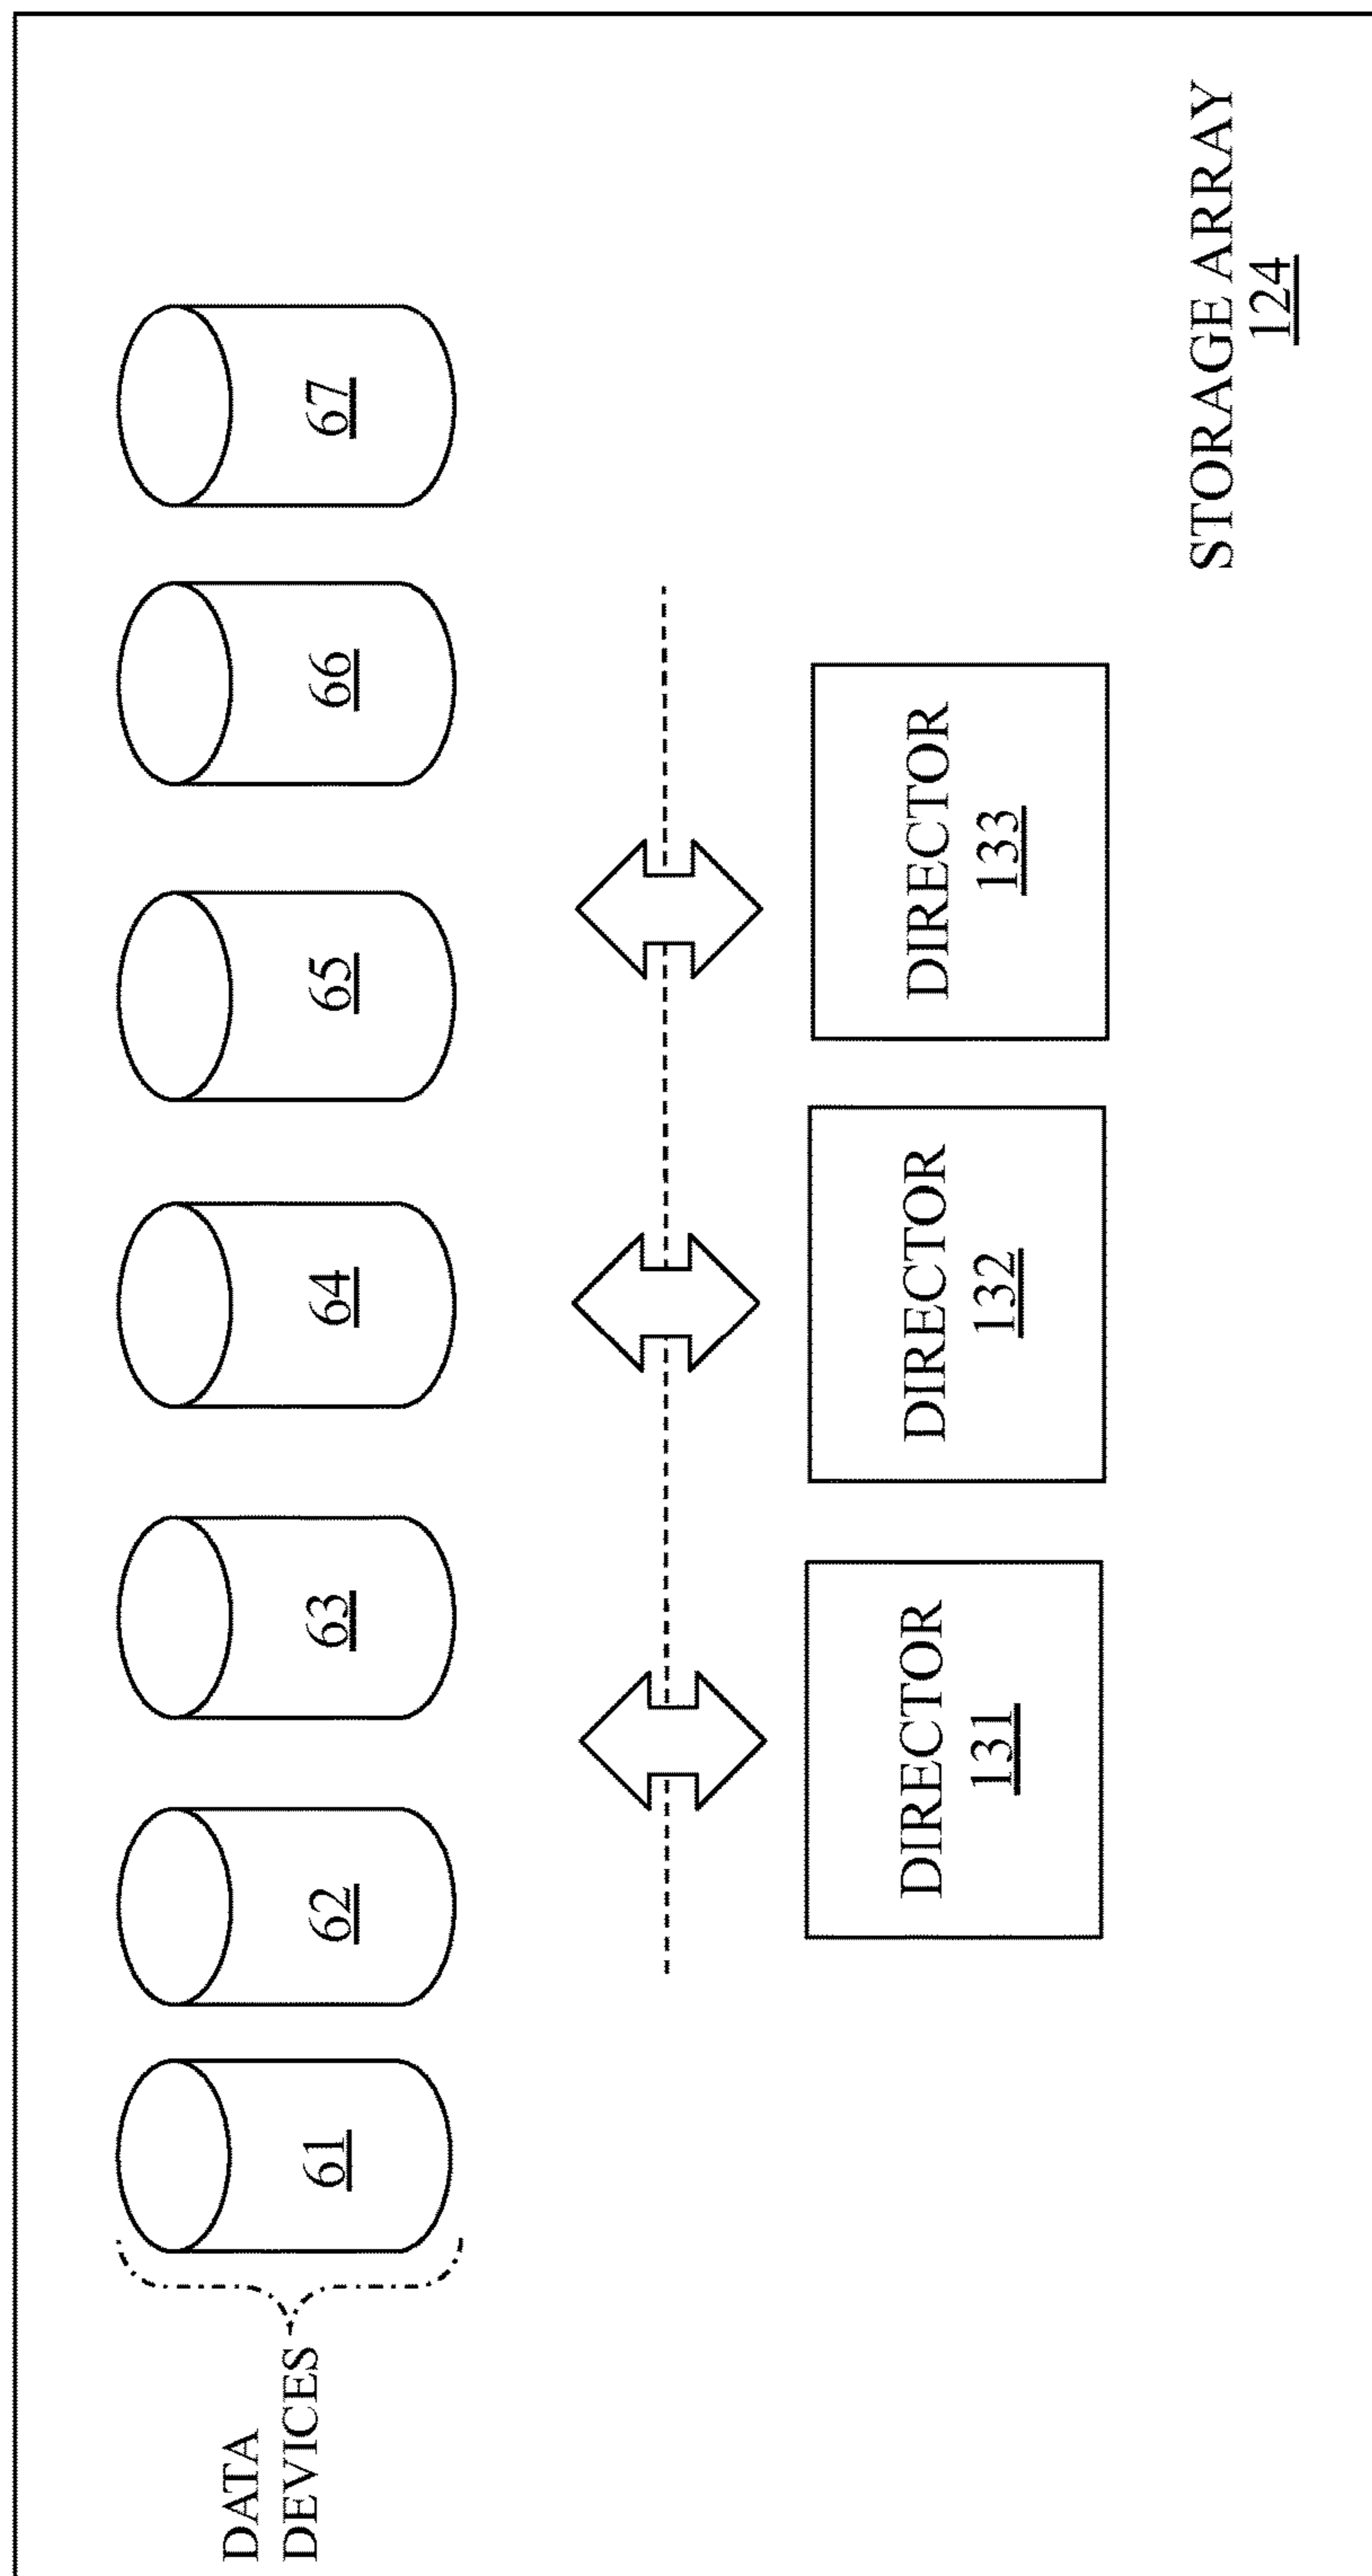 DATA
DEVICES
61
62
63
64
65
66
67
DIRECTOR
131
DIRECTOR
132
DIRECTOR
133
STORAGE ARRAY
124